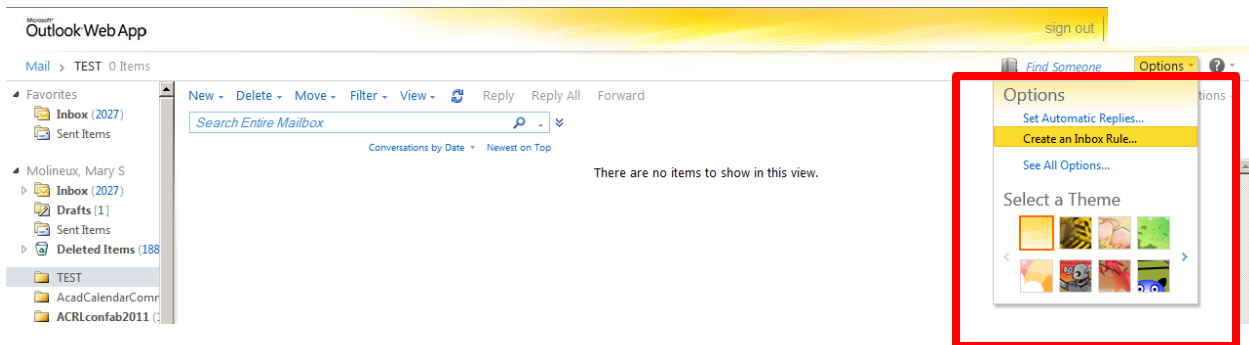 Microsoft
Outlook Web App
sign out
Mail > TEST 0 Items
Find Someone
Options
?
Favorites
Inbox (2027)
Sent Items
Molineux, Mary S
Inbox (2027)
Drafts [1]
Sent Items
Deleted Items (188
TEST
AcadCalendarComm
ACRLconfab2011 (
New Delete Move Filter View Reply Reply All Forward
Search Entire Mailbox
Conversations by Date Newest on Top
There are no items to show in this view.
Options
tions
Set Automatic Replies...
Create an Inbox Rule...
See All Options...
Select a Theme